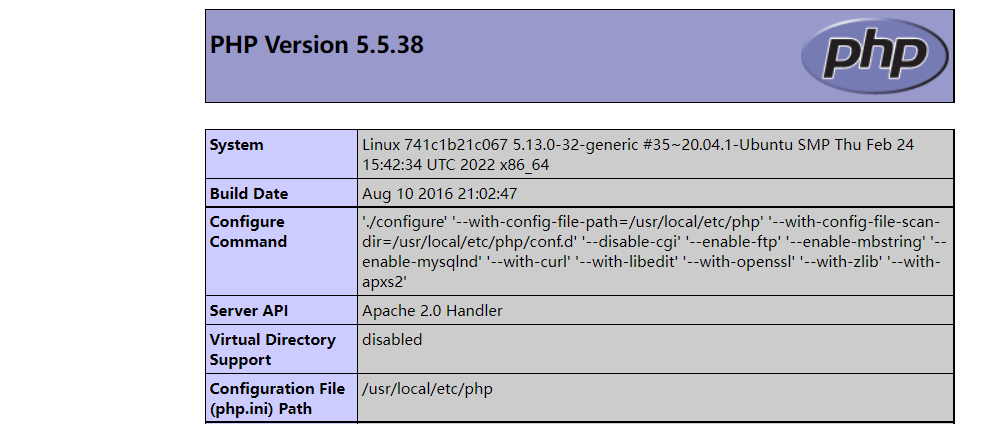 PHP Version 5.5.38
php
System
Linux 741c1b21c067 5.13.0-32-generic #35~20.04.1-Ubuntu SMP Thu Feb 24
15:42:34 UTC 2022 x86_64
Build Date
Aug 10 2016 21:02:47
Configure
Command
'./configure' '--with-config-file-path=/usr/local/etc/php' '--with-config-file-scan-
dir=/usr/local/etc/php/conf.d' '--disable-cgi' '--enable-ftp' '--enable-mbstring' '--
enable-mysqlnd' '--with-curl' '--with-libedit' '--with-openssl' '--with-zlib' '--with-
apxs2'
Server API
Apache 2.0 Handler
Virtual Directory
Support
disabled
Configuration File
(php.ini) Path
/usr/local/etc/php